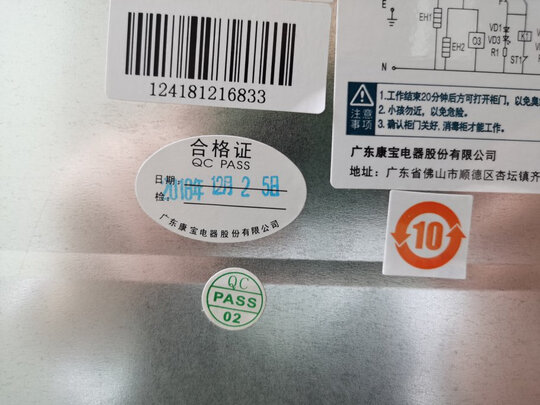 124181216833
E
EH1
EH2
O3
VD1
VD3
R1
ST1
K1
N
注意
事项
1.工作结束20分钟后方可打开柜门，以免臭
2.小孩勿近，以免危险。
3.确认柜门关好，消毒柜才能工作。
广东康宝电器股份有限公司
地址：广东省佛山市顺德区杏坛镇齐
合格证
QC PASS
日期：2018年 12月 2 5日
检：
广东康宝电器股份有限公司
10
QC
PASS
02